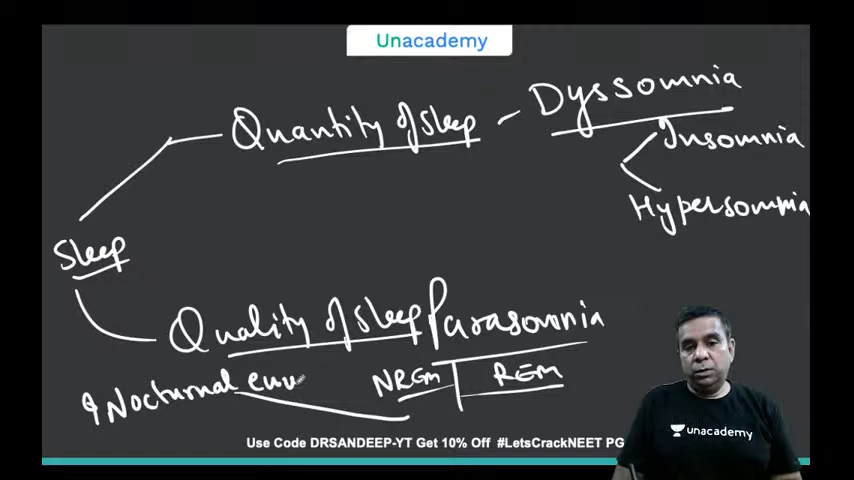 Unacademy
Quantity of sleep - Dyssomnia
Insomnia
Hypersomnia
Sleep
Quality of sleep Parasomnia
NREM REM
Nocturnal enu
unacademy
Use Code DRSANDEEP-YT Get 10% Off #LetsCrackNEET PG